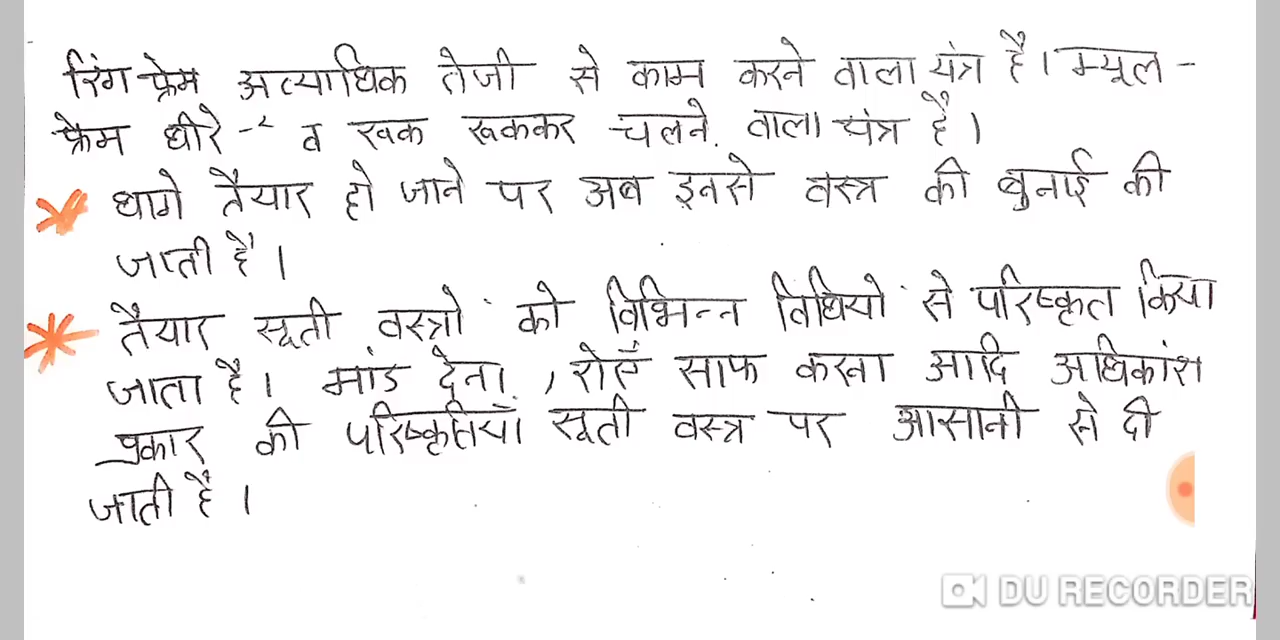 रिंग फ्रेम अत्याधिक तेजी से काम करने वाला यंत्र है। म्यूल -
फ्रेम धीरे -२ व रूक रूककर चलने वाला यंत्र है।
धागे तैयार हो जाने पर अब इनसे वस्त्र की बुनाई की
जाती है।
तैयार सूती वस्त्रों को विभिन्न विधियों से परिष्कृत किया
जाता है। मांड देना, रोएँ साफ करना आदि अधिकांश
प्रकार की परिष्कृतियाँ सूती वस्त्र पर आसानी से दी
जाती है।
DU RECORDER